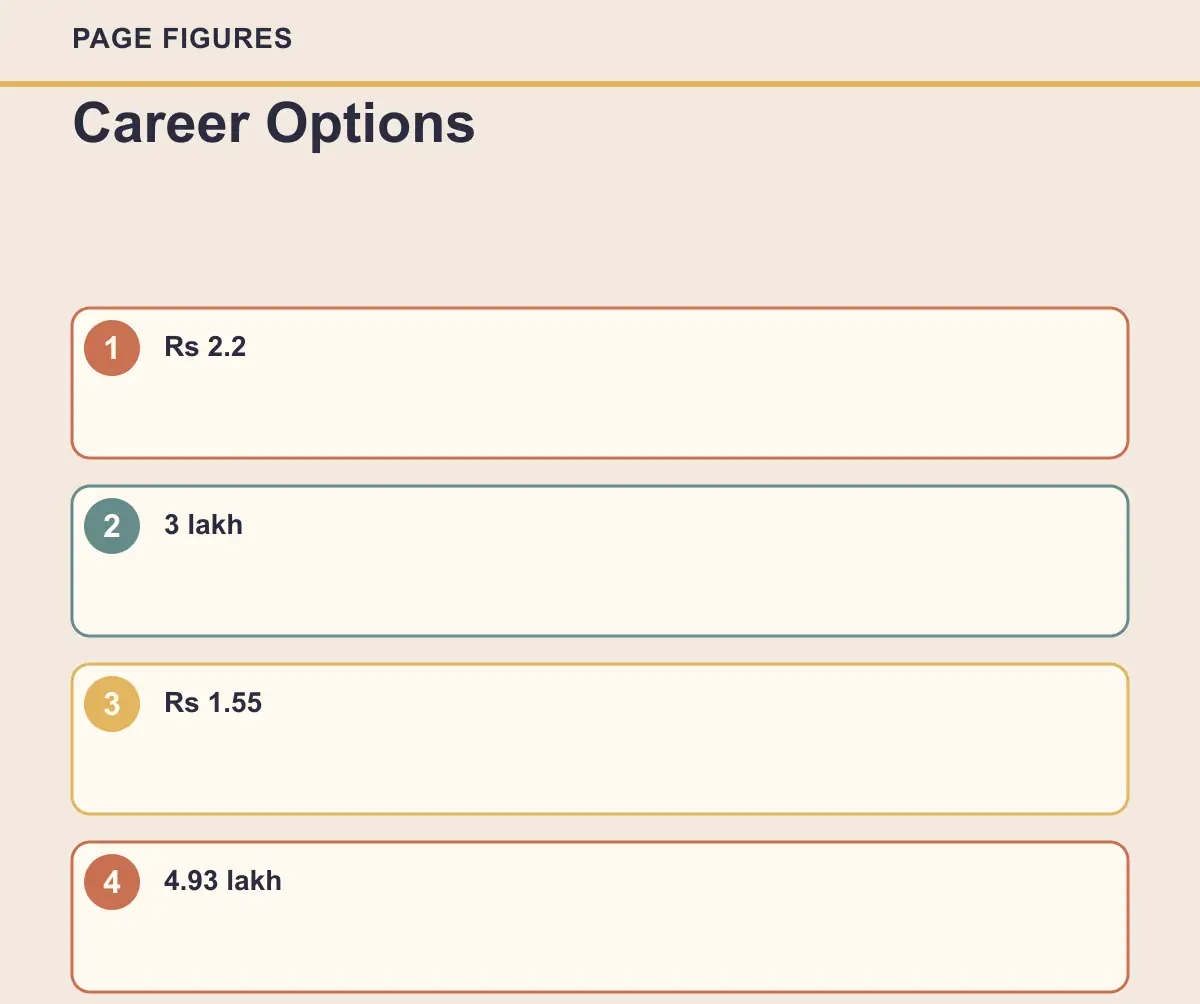 PAGE FIGURES
Career Options
1 Rs 2.2
2 3 lakh
3 Rs 1.55
4 4.93 lakh